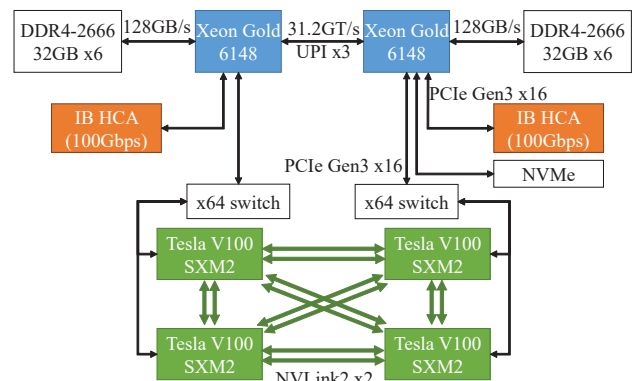 DDR4-2666
32GB x6
128GB/s
Xeon Gold
6148
31.2GT/s
UPI x3
Xeon Gold
6148
128GB/s
DDR4-2666
32GB x6
PCIe Gen3 x16
IB HCA
(100Gbps)
IB HCA
(100Gbps)
PCIe Gen3 x16
NVMe
x64 switch
x64 switch
Tesla V100
SXM2
Tesla V100
SXM2
Tesla V100
SXM2
Tesla V100
SXM2
NVLink2 x2